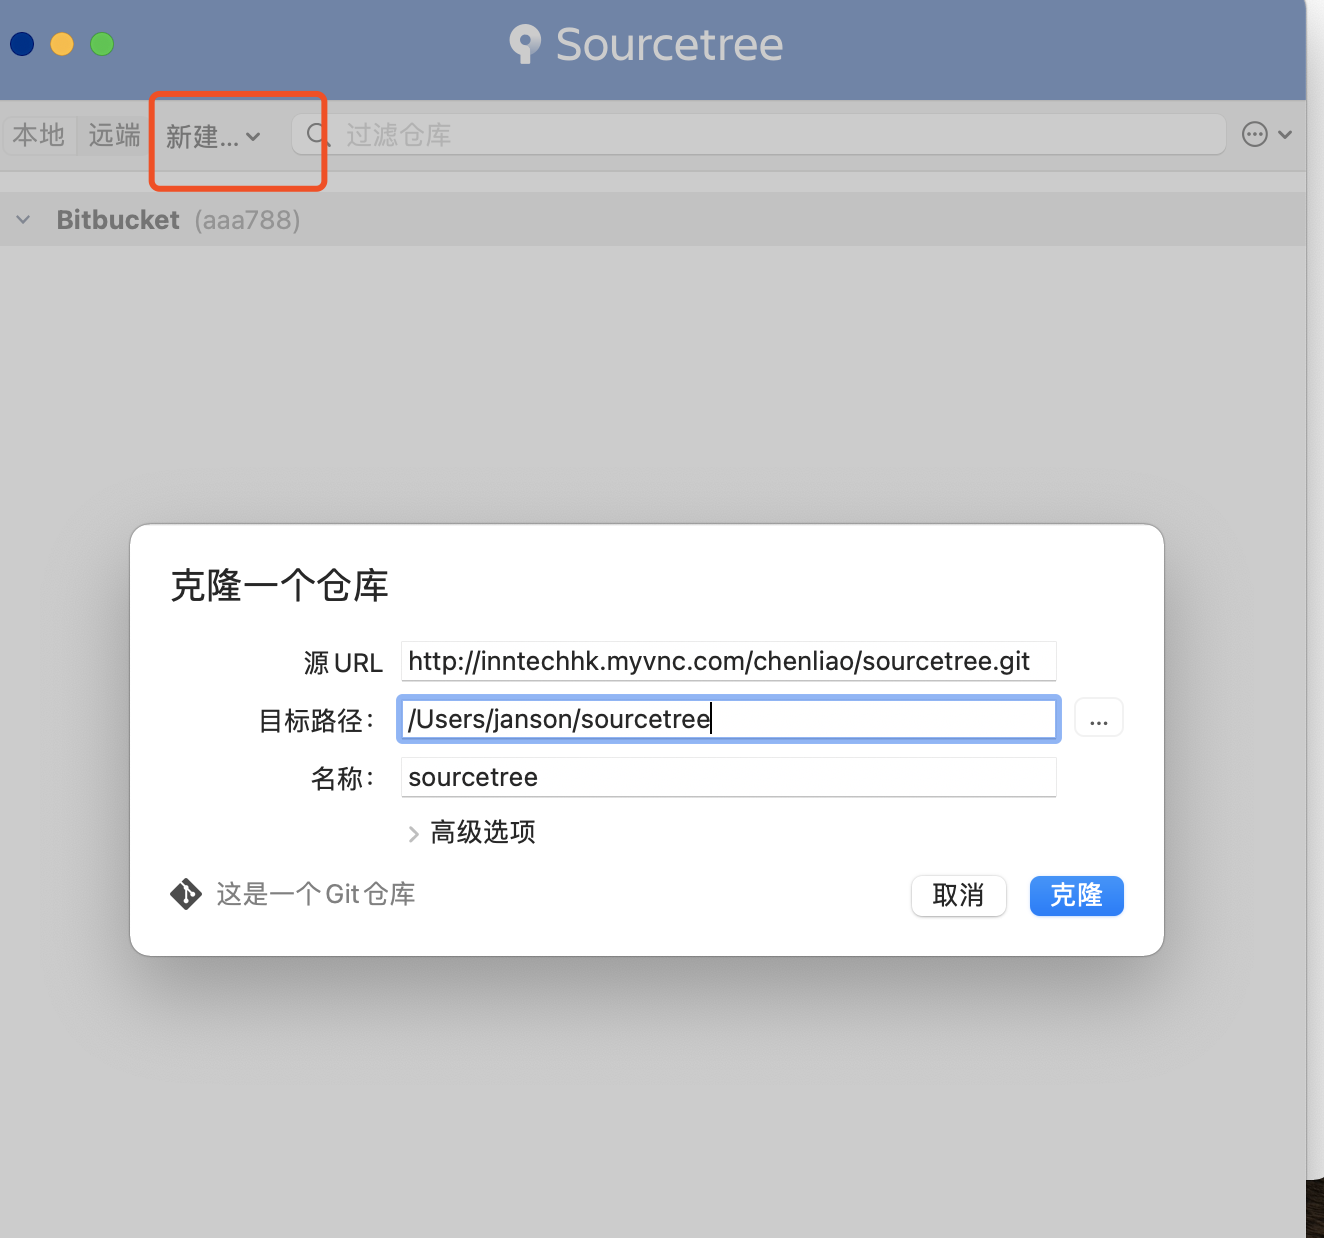 Sourcetree
本地 远端 新建... 过滤仓库
Bitbucket (aaa788)
克隆一个仓库
源 URL http://inntechhk.myvnc.com/chenliao/sourcetree.git
目标路径： /Users/janson/sourcetree ...
名称： sourcetree
高级选项
这是一个 Git 仓库 取消 克隆